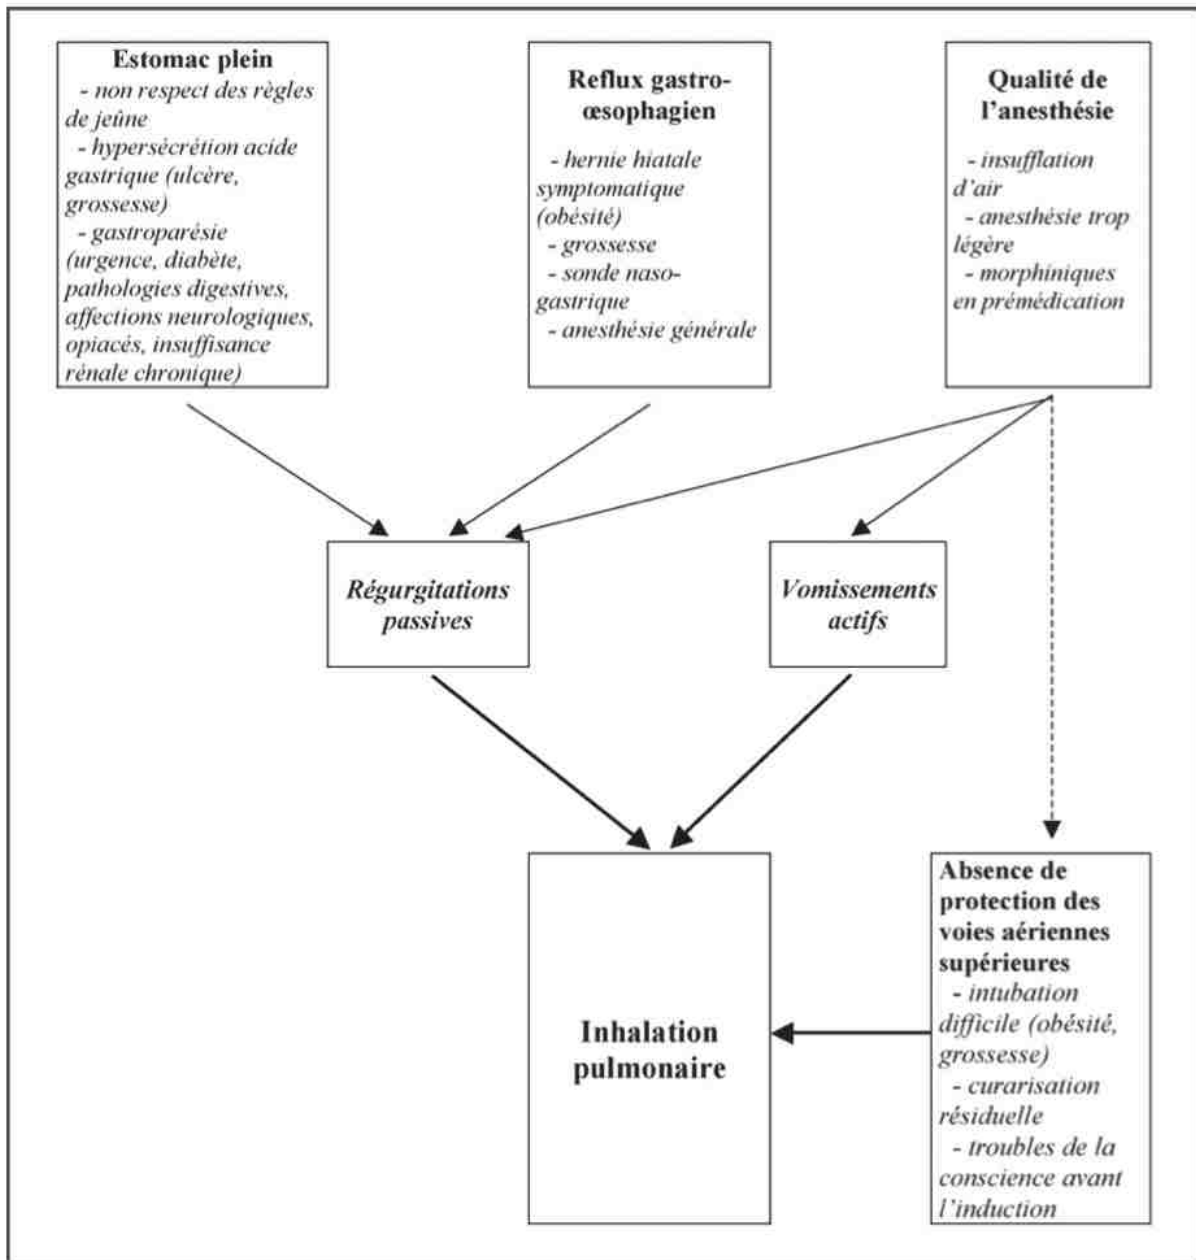 Estomac plein
- non respect des règles
de jeûne
- hypersécrétion acide
gastrique (ulcère,
grossesse)
- gastroparésie
(urgence, diabète,
pathologies digestives,
affections neurologiques,
opiacés, insuffisance
rénale chronique)
Reflux gastro-
œsophagien
- hernie hiatale
symptomatique
(obésité)
- grossesse
- sonde naso-
gastrique
- anesthésie générale
Qualité de
l'anesthésie
- insufflation
d'air
- anesthésie trop
légère
- morphiniques
en prémédication
Régurgitations
passives
Vomissements
actifs
Inhalation
pulmonaire
Absence de
protection des
voies aériennes
supérieures
- intubation
difficile (obésité,
grossesse)
- curarisation
résiduelle
- troubles de la
conscience avant
l'induction